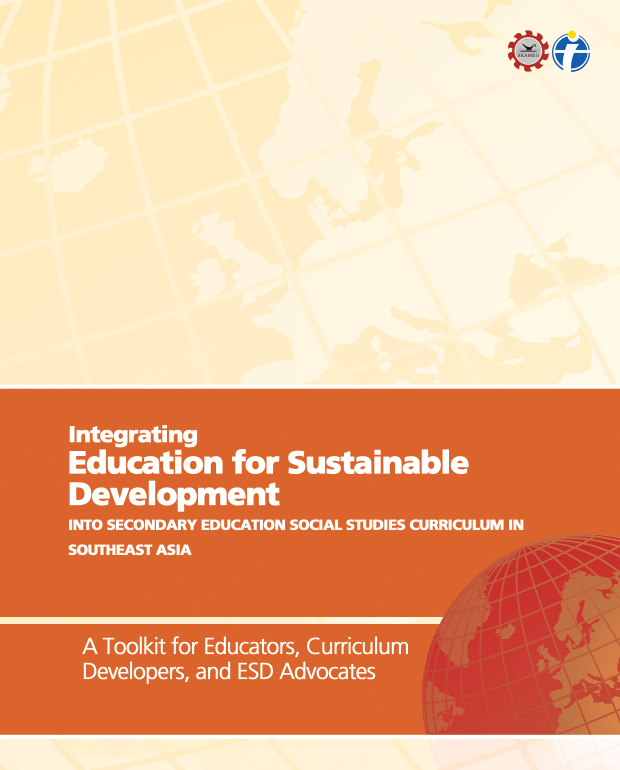 SEAMEO
Integrating
Education for Sustainable
Development
INTO SECONDARY EDUCATION SOCIAL STUDIES CURRICULUM IN
SOUTHEAST ASIA
A Toolkit for Educators, Curriculum
Developers, and ESD Advocates